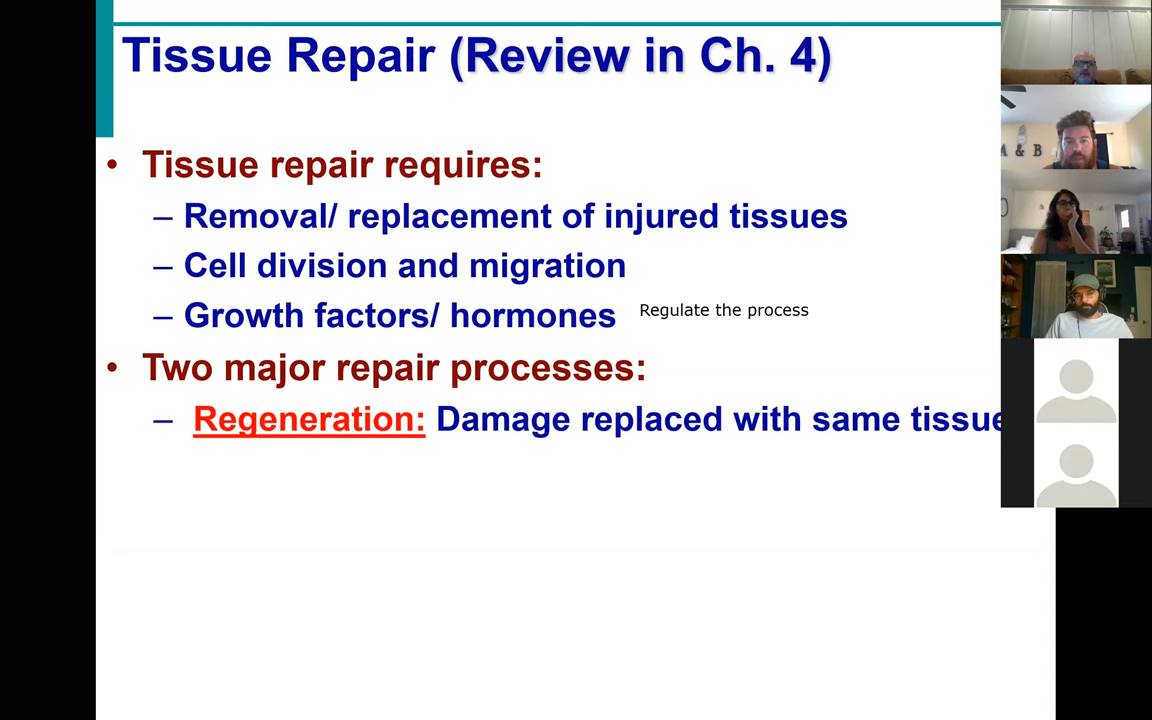 Tissue Repair (Review in Ch. 4)
• Tissue repair requires:
– Removal/ replacement of injured tissues
– Cell division and migration
– Growth factors/ hormones Regulate the process
• Two major repair processes:
– Regeneration: Damage replaced with same tissue
A & B